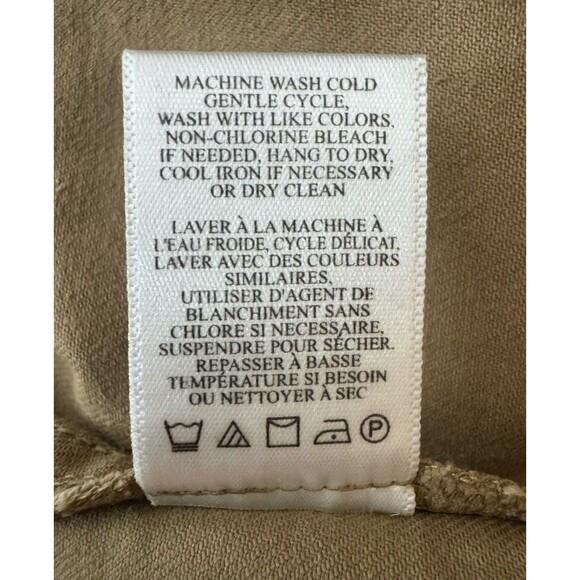 MACHINE WASH COLD
GENTLE CYCLE,
WASH WITH LIKE COLORS.
NON-CHLORINE BLEACH
IF NEEDED, HANG TO DRY,
COOL IRON IF NECESSARY
OR DRY CLEAN
LAVER À LA MACHINE À
L'EAU FROIDE, CYCLE DÉLICAT,
LAVER AVEC DES COULEURS
SIMILAIRES,
UTILISER D'AGENT DE
BLANCHIMENT SANS
CHLORE SI NECESSAIRE,
SUSPENDRE POUR SÉCHER.
REPASSER À BASSE
TEMPÉRATURE SI BESOIN
OU NETTOYER À SEC
P